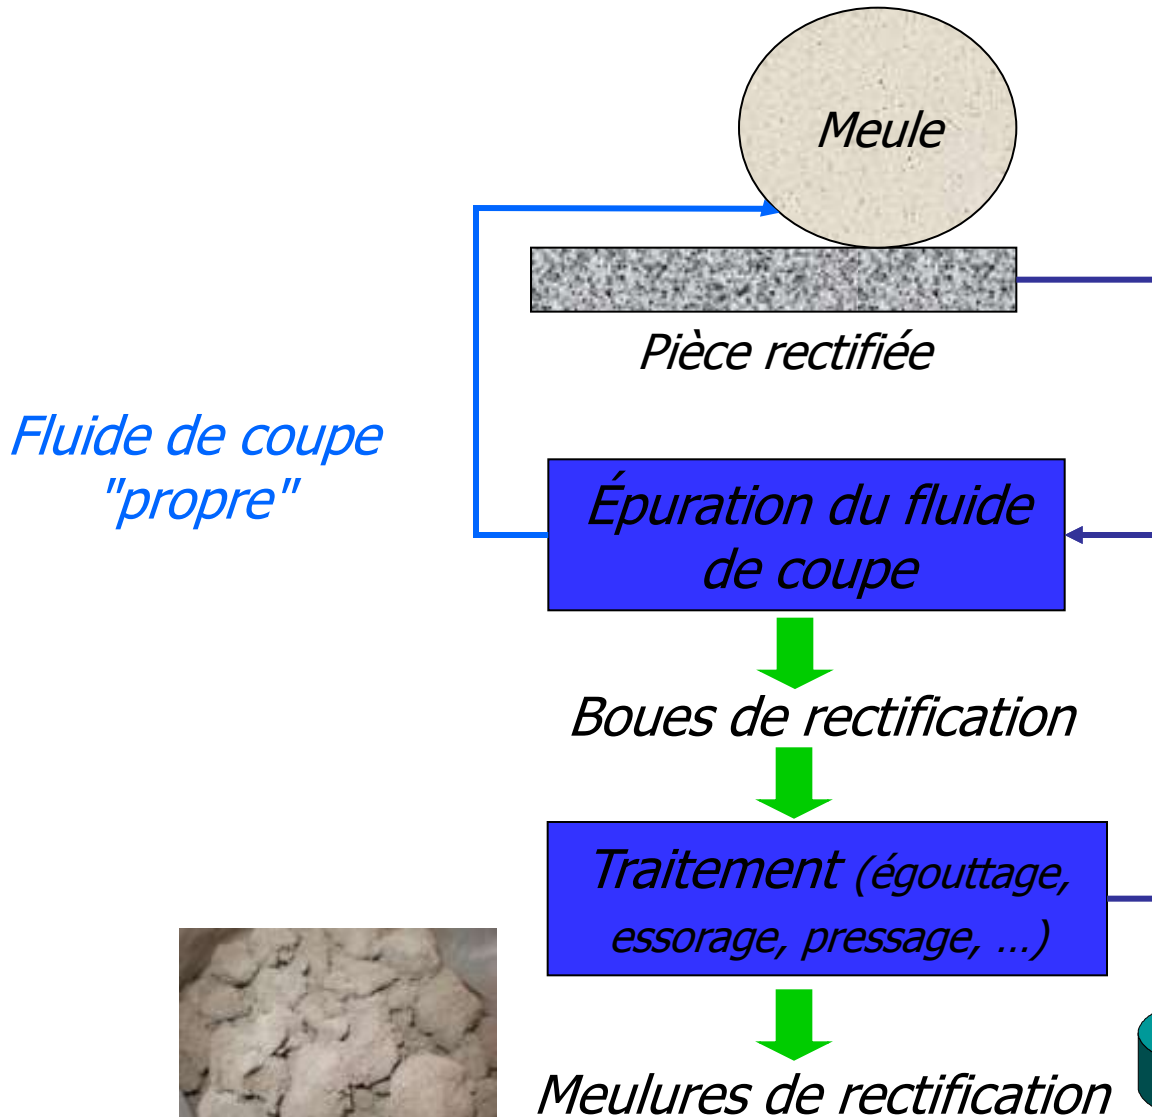 Meule
Pièce rectifiée
Fluide de coupe
"propre"
Épuration du fluide
de coupe
Boues de rectification
Traitement (égouttage,
essorage, pressage, ...)
Meulures de rectification